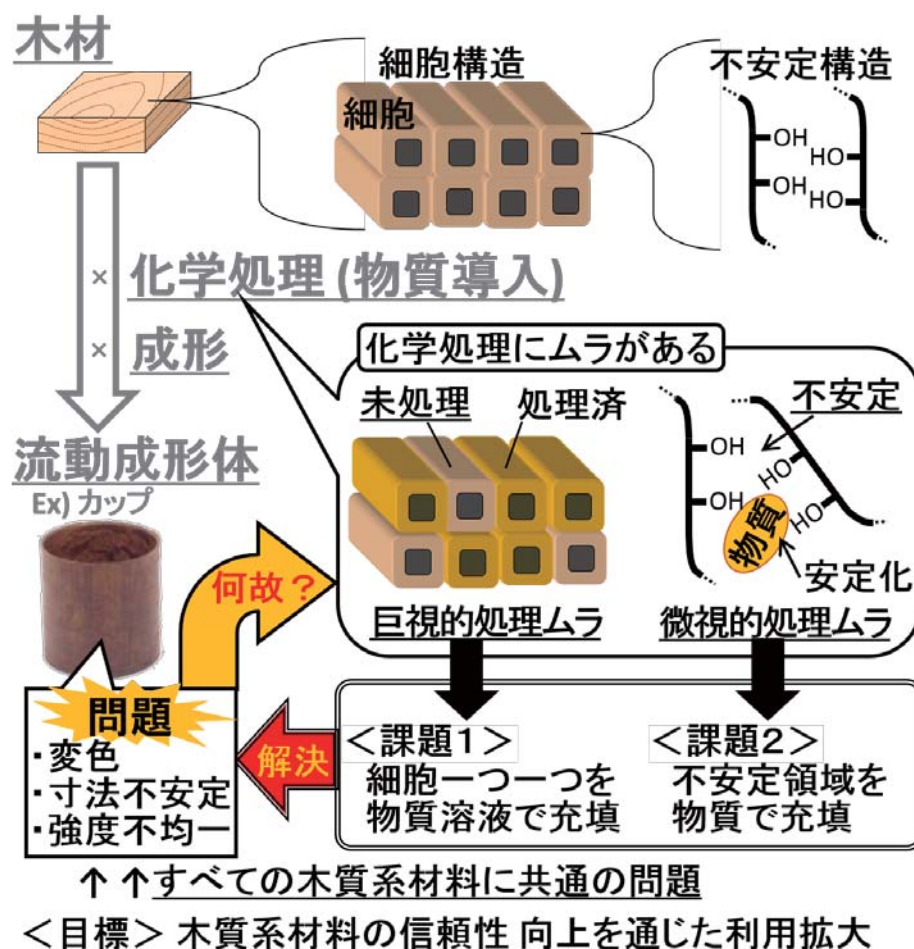 木材
細胞構造
細胞
不安定構造
OH
HO
OH
HO
× 化学処理(物質導入)
× 成形
流動成形体
Ex) カップ
化学処理にムラがある
未処理
処理済
不安定
OH
HO
OH
HO
物質
安定化
巨視的処理ムラ
微視的処理ムラ
何故?
問題
・変色
・寸法不安定
・強度不均一
解決
<課題1>
細胞一つ一つを
物質溶液で充填
<課題2>
不安定領域を
物質で充填
↑ ↑すべての木質系材料に共通の問題
<目標> 木質系材料の信頼性 向上を通じた利用拡大